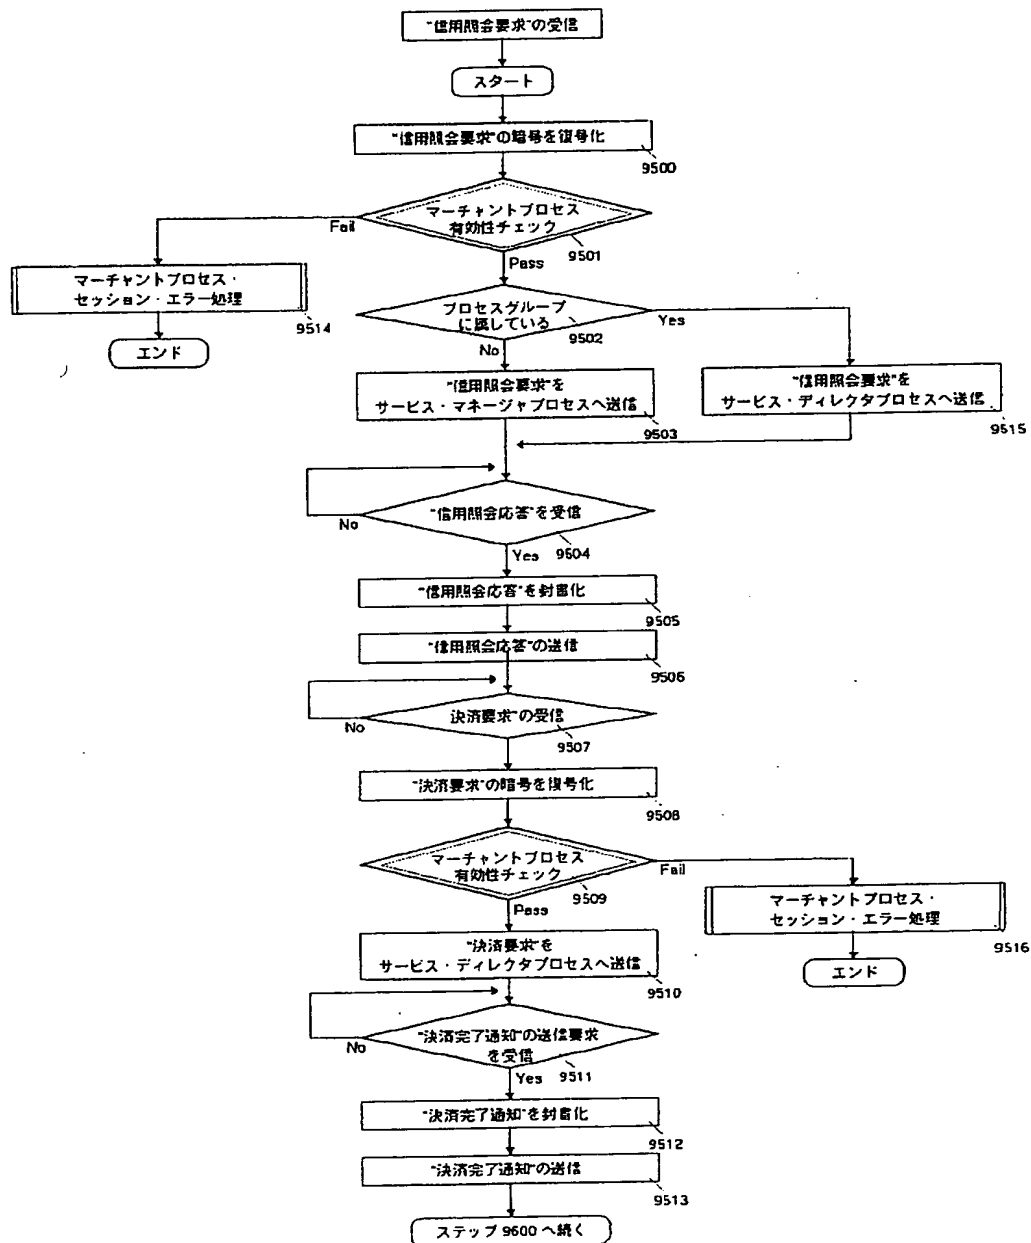 "信用照会要求"の受信
スタート
"信用照会要求"の暗号を復号化
9500
マーチャントプロセス
有効性チェック
9501
Fail
Pass
マーチャントプロセス・
セッション・エラー処理
9514
エンド
プロセスグループ
に属している
9502
Yes
No
"信用照会要求"を
サービス・マネージャプロセスへ送信
9503
"信用照会要求"を
サービス・ディレクタプロセスへ送信
9515
"信用照会応答"を受信
No
Yes
9504
"信用照会応答"を封書化
9505
"信用照会応答"の送信
9506
決済要求"の受信
No
9507
"決済要求"の暗号を復号化
9508
マーチャントプロセス
有効性チェック
9509
Fail
Pass
マーチャントプロセス・
セッション・エラー処理
9516
エンド
"決済要求"を
サービス・ディレクタプロセスへ送信
9510
"決済完了通知"の送信要求
を受信
No
Yes
9511
"決済完了通知"を封書化
9512
"決済完了通知"の送信
9513
ステップ 9600 へ続く